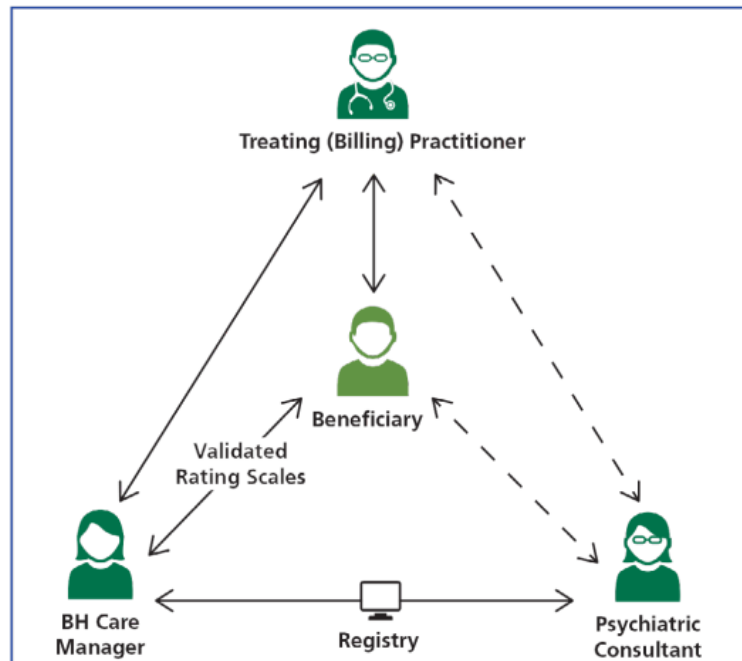 Treating (Billing) Practitioner
Beneficiary
Validated
Rating Scales
BH Care
Manager
Registry
Psychiatric
Consultant